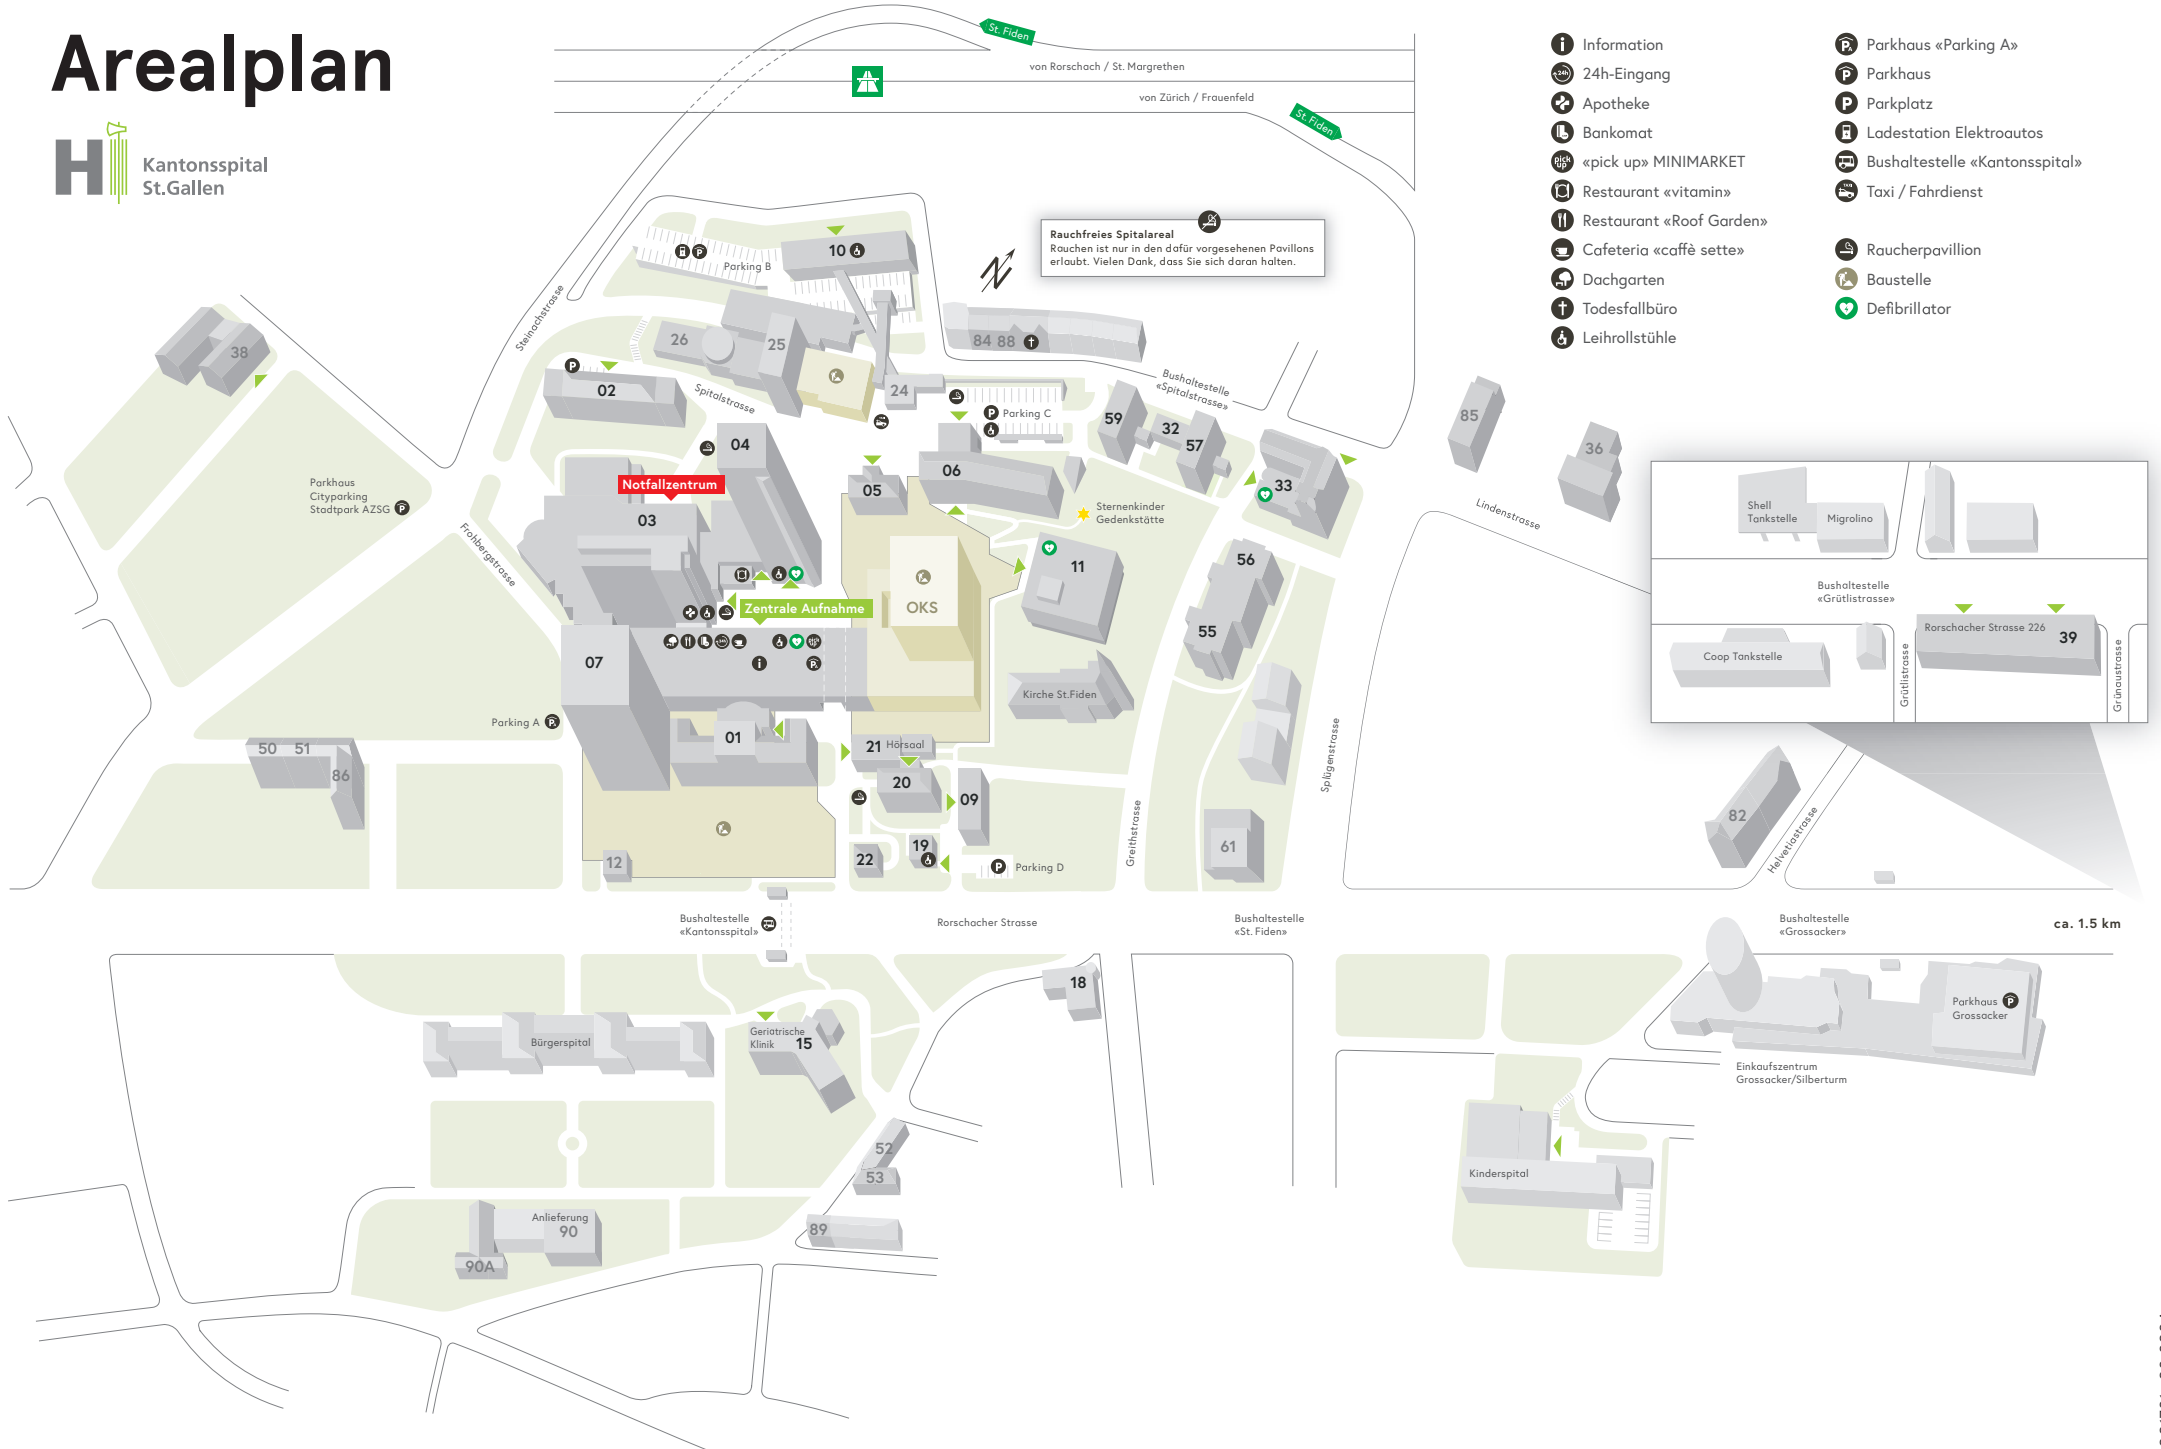 Arealplan
Kantonsspital
St.Gallen
St. Fiden
von Rorschach / St. Margrethen
von Zürich / Frauenfeld
St. Fiden
Information
24h-Eingang
Apotheke
Bankomat
«pick up» MINIMARKET
Restaurant «vitamin»
Restaurant «Roof Garden»
Cafeteria «caffè sette»
Dachgarten
Todesfallbüro
Leihrollstühle
Parkhaus «Parking A»
Parkhaus
Parkplatz
Ladestation Elektroautos
Bushaltestelle «Kantonsspital»
Taxi / Fahrdienst
Raucherpavillion
Baustelle
Defibrillator
Rauchfreies Spitalareal
Rauchen ist nur in den dafür vorgesehenen Pavillons
erlaubt. Vielen Dank, dass Sie sich daran halten.
N
10
Parking B
Steinachstrasse
38
26
25
84 88
02
Spitalstrasse
24
Bushaltestelle
«Spitalstrasse»
Parking C
59
32
57
85
36
04
Notfallzentrum
03
05
06
33
Sternenkinder
Gedenkstätte
Lindenstrasse
Parkhaus
Cityparking
Stadtpark AZSG
Frohbergstrasse
11
56
OKS
Zentrale Aufnahme
55
07
Kirche St.Fiden
Parking A
01
21 Hörsaal
20
09
50 51
86
12
22
19
Parking D
Greithstrasse
61
Splügenstrasse
82
Helvetiastrasse
Shell
Tankstelle
Migrolino
Bushaltestelle
«Grütlistrasse»
Coop Tankstelle
Grütlistrasse
Rorschacher Strasse 226
39
Grünaustrasse
Bushaltestelle
«Kantonsspital»
Rorschacher Strasse
Bushaltestelle
«St. Fiden»
Bushaltestelle
«Grossacker»
ca. 1.5 km
18
Bürgerspital
Geriatrische
Klinik 15
Parkhaus
Grossacker
Einkaufszentrum
Grossacker/Silberturm
52
53
Kinderspital
89
Anlieferung
90
90A